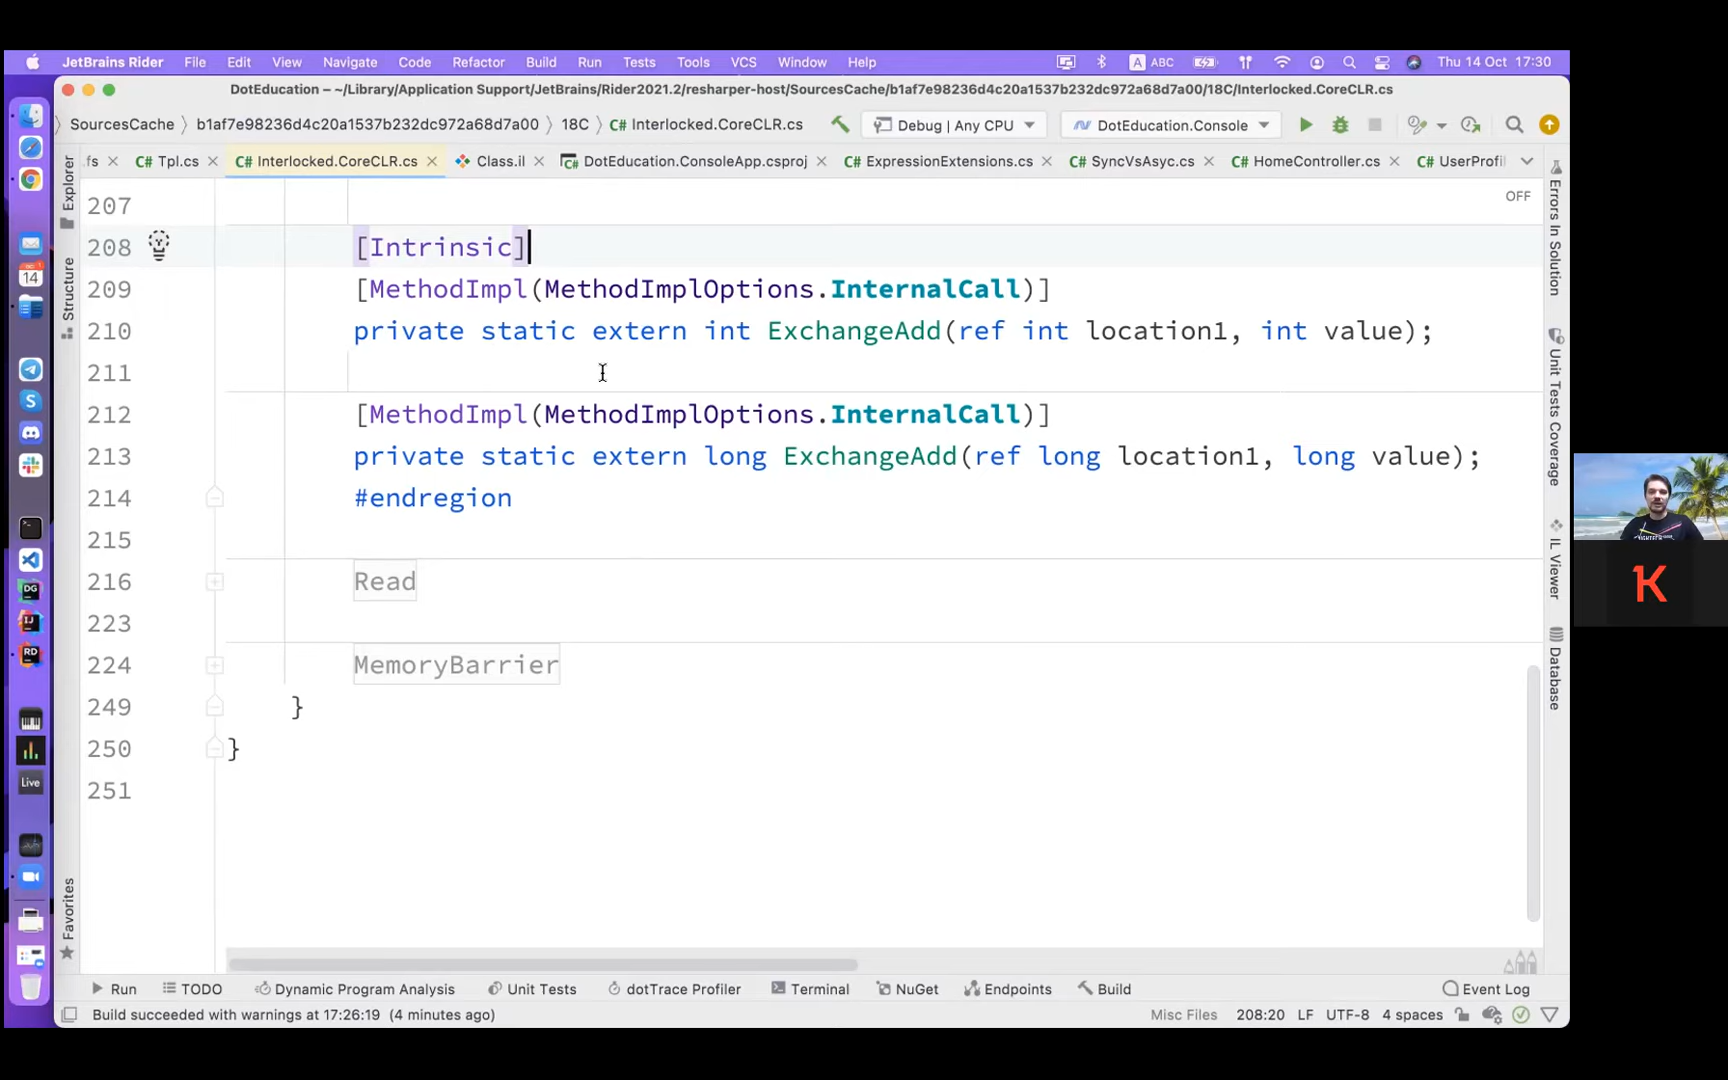 JetBrains Rider File Edit View Navigate Code Refactor Build Run Tests Tools VCS Window Help A ABC Thu 14 Oct 17:30
DotEducation – ~/Library/Application Support/JetBrains/Rider2021.2/resharper-host/SourcesCache/b1af7e98236d4c20a1537b232dc972a68d7a00/18C/Interlocked.CoreCLR.cs
SourcesCache b1af7e98236d4c20a1537b232dc972a68d7a00 18C C# Interlocked.CoreCLR.cs Debug | Any CPU DotEducation.Console
.fs C# Tpl.cs C# Interlocked.CoreCLR.cs Class.il DotEducation.ConsoleApp.csproj C# ExpressionExtensions.cs C# SyncVsAsyc.cs C# HomeController.cs C# UserProfi
Explorer
Structure
Favorites
207
OFF
208 [Intrinsic]
209 [MethodImpl(MethodImplOptions.InternalCall)]
210 private static extern int ExchangeAdd(ref int location1, int value);
211
212 [MethodImpl(MethodImplOptions.InternalCall)]
213 private static extern long ExchangeAdd(ref long location1, long value);
214 #endregion
215
216 Read
223
224 MemoryBarrier
249 }
250 }
251
Errors In Solution
Unit Tests Coverage
IL Viewer
Database
14
DG
IJ
RD
Live
K
Run TODO Dynamic Program Analysis Unit Tests dotTrace Profiler Terminal NuGet Endpoints Build Event Log
Build succeeded with warnings at 17:26:19 (4 minutes ago) Misc Files 208:20 LF UTF-8 4 spaces